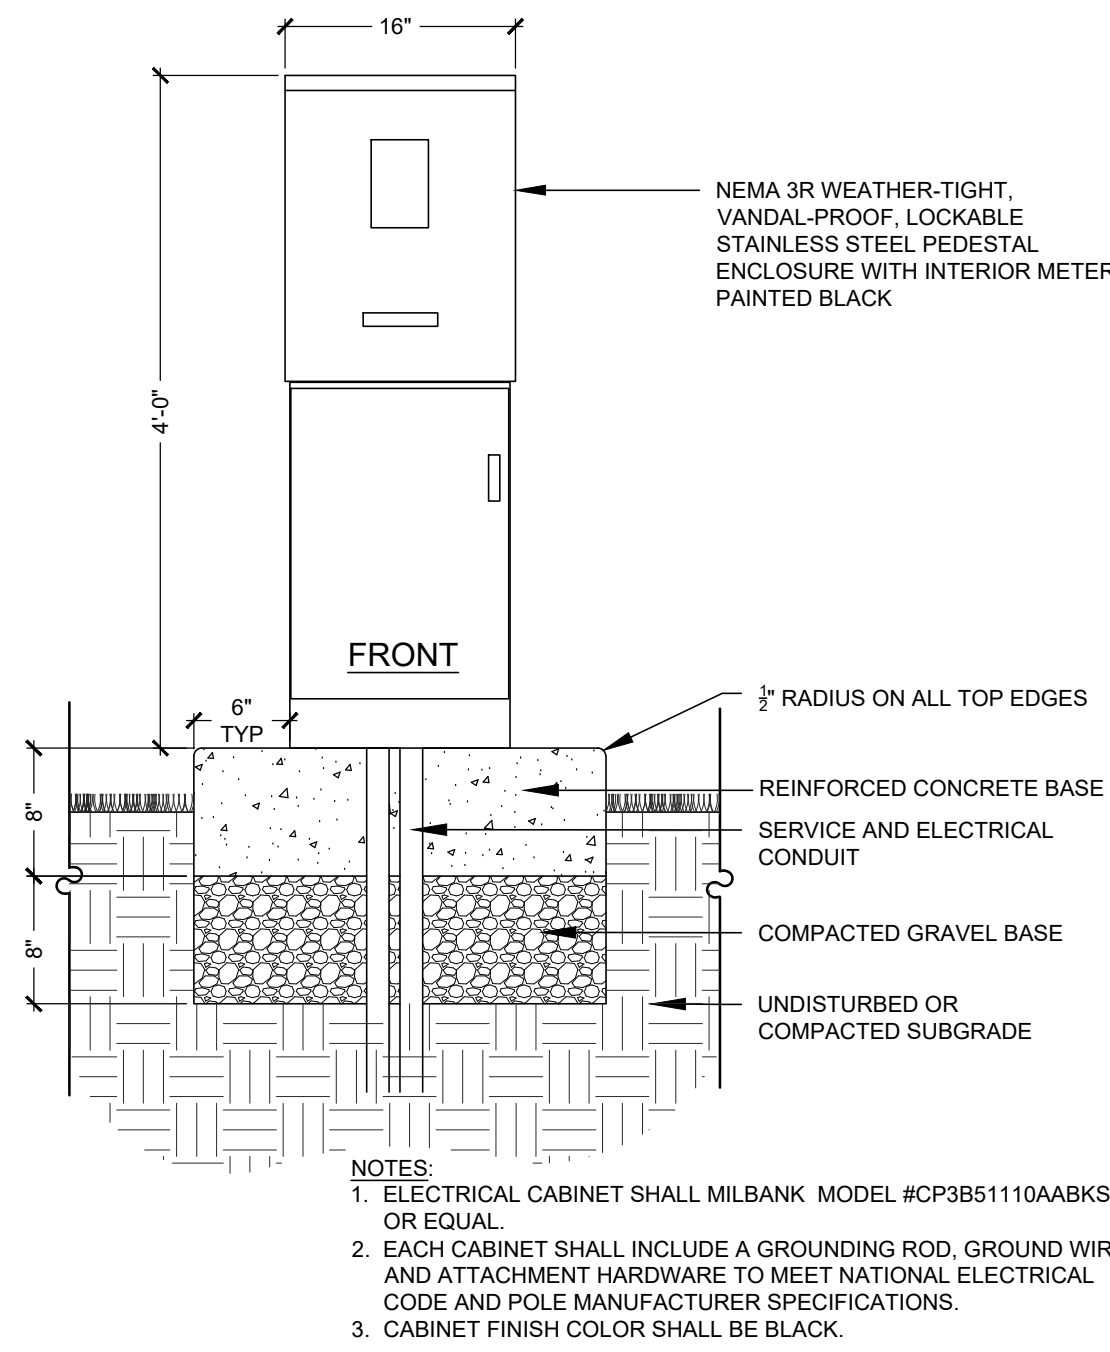 16"
NEMA 3R WEATHER-TIGHT,
VANDAL-PROOF, LOCKABLE
STAINLESS STEEL PEDESTAL
ENCLOSURE WITH INTERIOR METER
PAINTED BLACK
4'-0"
FRONT
6"
TYP
½" RADIUS ON ALL TOP EDGES
8"
REINFORCED CONCRETE BASE
SERVICE AND ELECTRICAL
CONDUIT
8"
COMPACTED GRAVEL BASE
UNDISTURBED OR
COMPACTED SUBGRADE
NOTES:
1. ELECTRICAL CABINET SHALL MILBANK MODEL #CP3B51110AABKS
OR EQUAL.
2. EACH CABINET SHALL INCLUDE A GROUNDING ROD, GROUND WIR
AND ATTACHMENT HARDWARE TO MEET NATIONAL ELECTRICAL
CODE AND POLE MANUFACTURER SPECIFICATIONS.
3. CABINET FINISH COLOR SHALL BE BLACK.